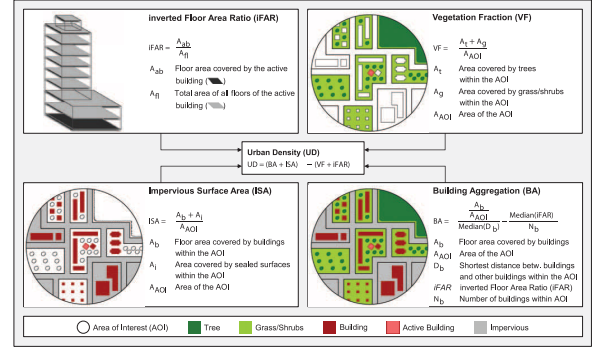 inverted Floor Area Ratio (iFAR)
iFAR = A_ab / A_fl
A_ab Floor area covered by the active
building ( )
A_fl Total area of all floors of the active
building ( )
Vegetation Fraction (VF)
VF = A_t + A_g / A_AOI
A_t Area covered by trees
within the AOI
A_g Area covered by grass/shrubs
within the AOI
A_AOI Area of the AOI
Urban Density (UD)
UD = (BA + ISA) − (VF + iFAR)
Impervious Surface Area (ISA)
ISA = A_b + A_i / A_AOI
A_b Floor area covered by buildings
within the AOI
A_i Area covered by sealed surfaces
within the AOI
A_AOI Area of the AOI
Building Aggregation (BA)
BA = A_b / A_AOI / Median(D_b) − Median(iFAR) / N_b
A_b Floor area covered by buildings
A_AOI Area of the AOI
D_b Shortest distance betw. buildings
and other buildings within the AOI
iFAR inverted Floor Area Ratio (iFAR)
N_b Number of buildings within AOI
Area of Interest (AOI) Tree Grass/Shrubs Building Active Building Impervious